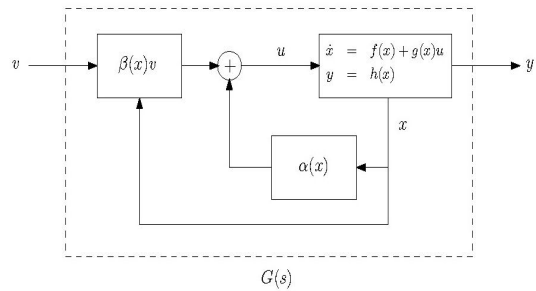 v
β(x)v
+
u
ẋ = f(x)+g(x)u
y = h(x)
y
x
α(x)
G(s)